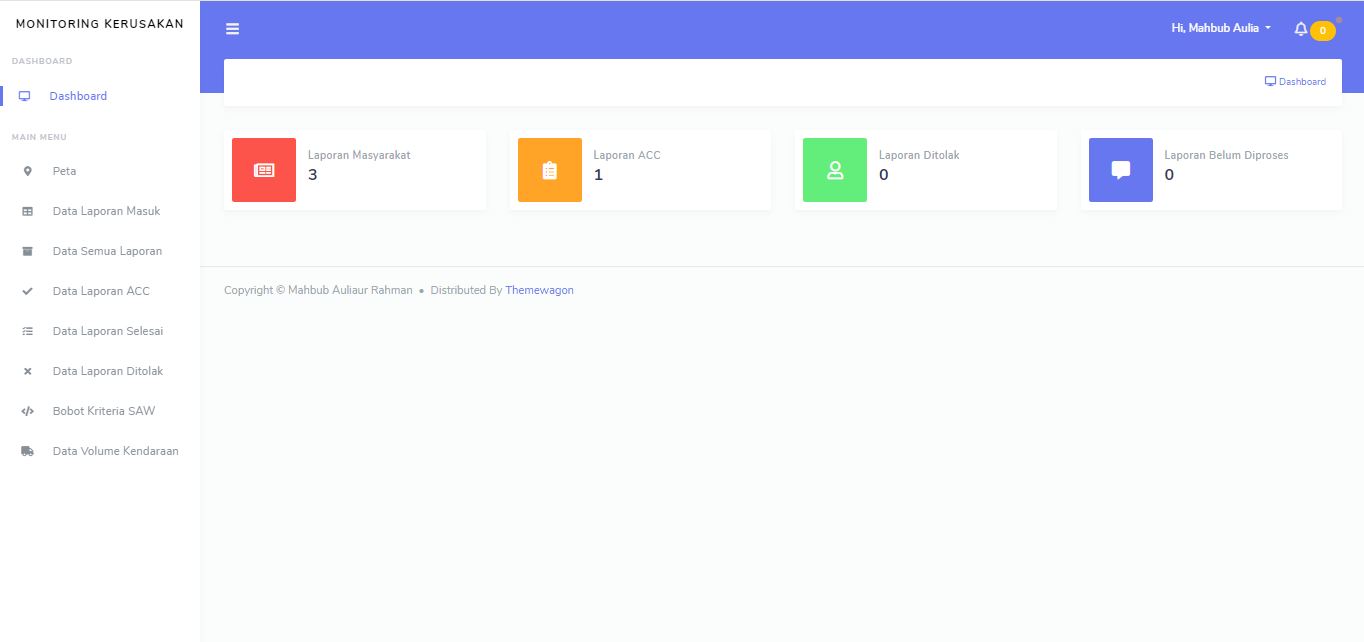 MONITORING KERUSAKAN
Hi, Mahbub Aulia
0
DASHBOARD
Dashboard
Dashboard
MAIN MENU
Peta
Data Laporan Masuk
Data Semua Laporan
Data Laporan ACC
Data Laporan Selesai
Data Laporan Ditolak
Bobot Kriteria SAW
Data Volume Kendaraan
Laporan Masyarakat
3
Laporan ACC
1
Laporan Ditolak
0
Laporan Belum Diproses
0
Copyright © Mahbub Auliaur Rahman • Distributed By Themewagon